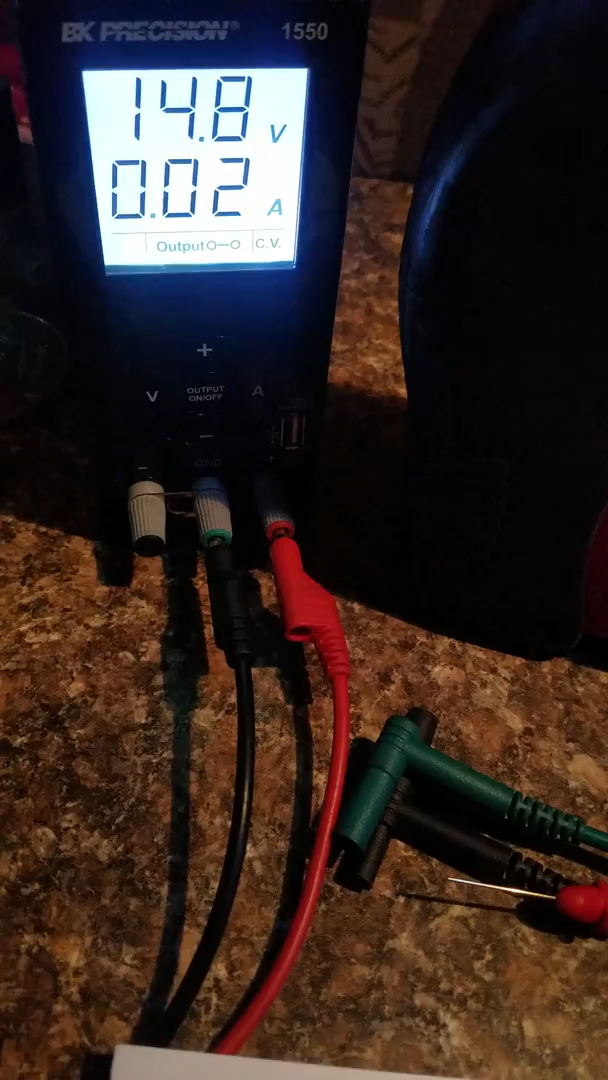 BK PRECISION® 1550
14.8 V
0.02 A
Output C.V.
+
V OUTPUT ON/OFF A
−
GND
+